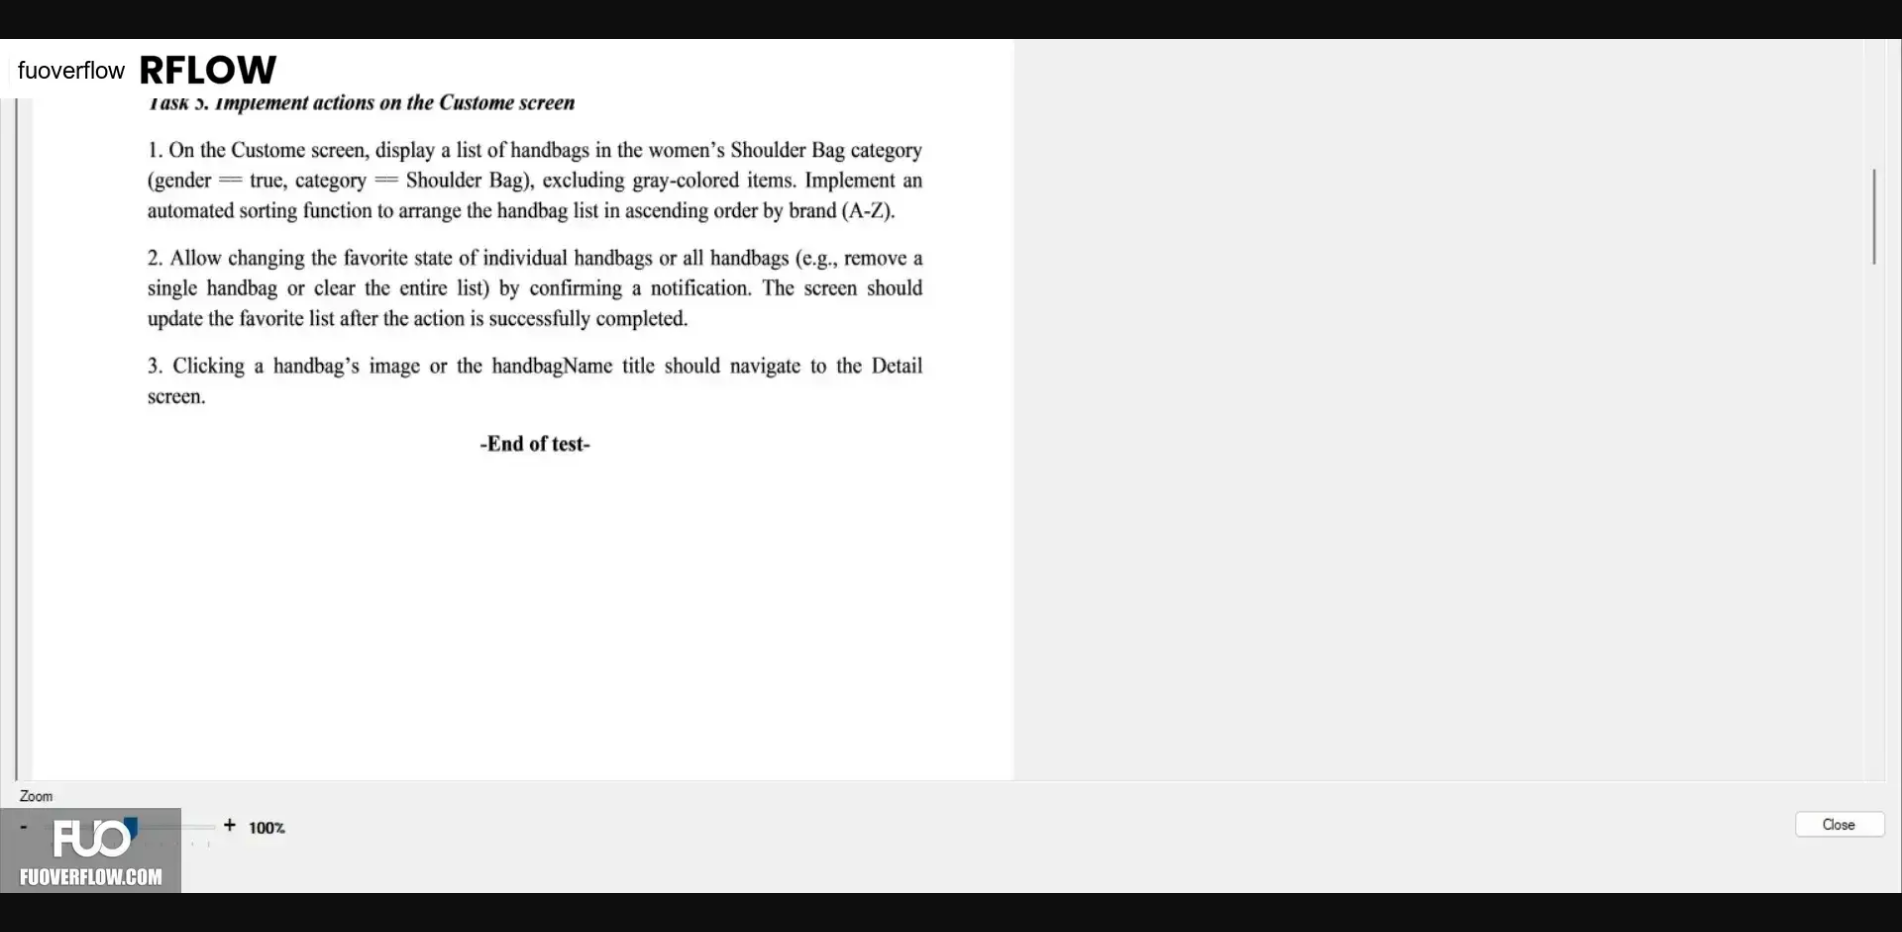 fuoverflow RFLOW
Task 5. Implement actions on the Custome screen
1. On the Custome screen, display a list of handbags in the women’s Shoulder Bag category
(gender == true, category == Shoulder Bag), excluding gray-colored items. Implement an
automated sorting function to arrange the handbag list in ascending order by brand (A-Z).
2. Allow changing the favorite state of individual handbags or all handbags (e.g., remove a
single handbag or clear the entire list) by confirming a notification. The screen should
update the favorite list after the action is successfully completed.
3. Clicking a handbag’s image or the handbagName title should navigate to the Detail
screen.
-End of test-
Zoom
- + 100%
Close
FUO
FUOVERFLOW.COM